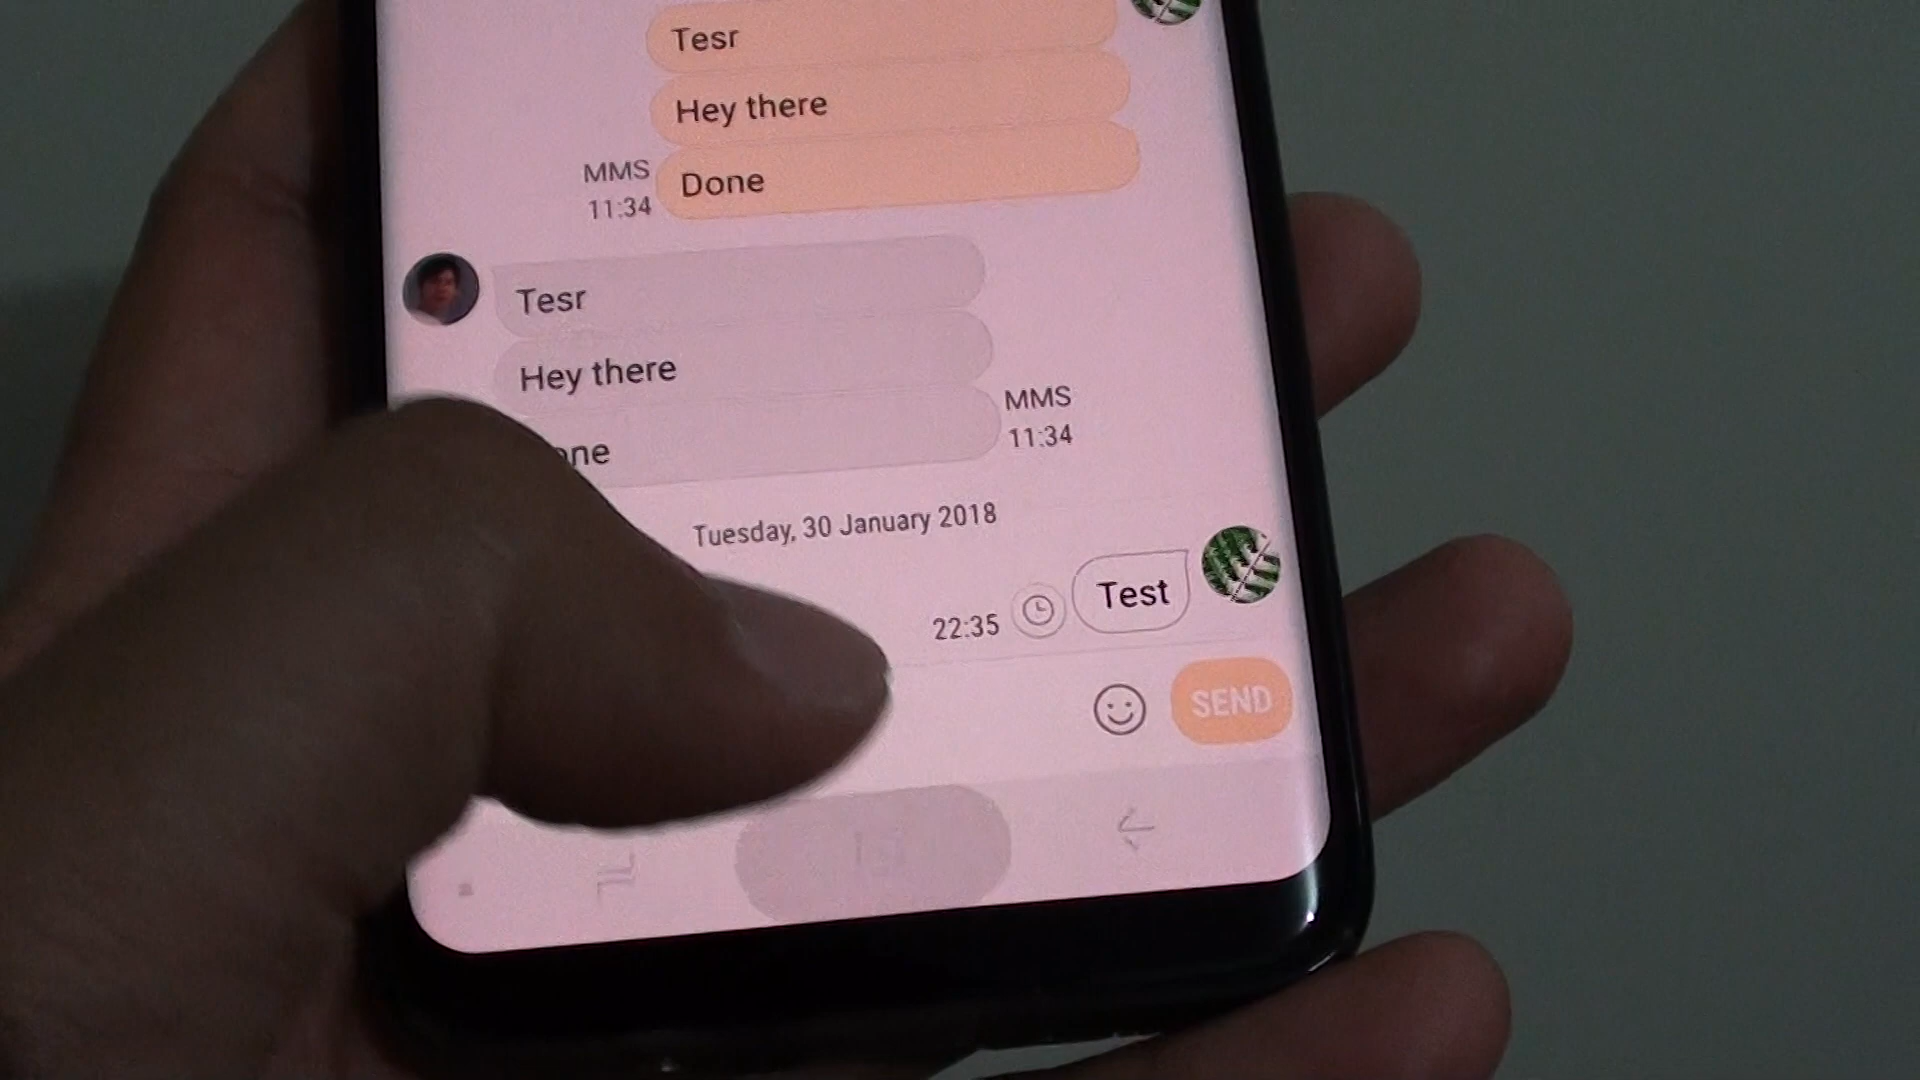 Tesr
Hey there
MMS
11:34
Done
Tesr
Hey there
MMS
11:34
Tuesday, 30 January 2018
22:35
Test
SEND